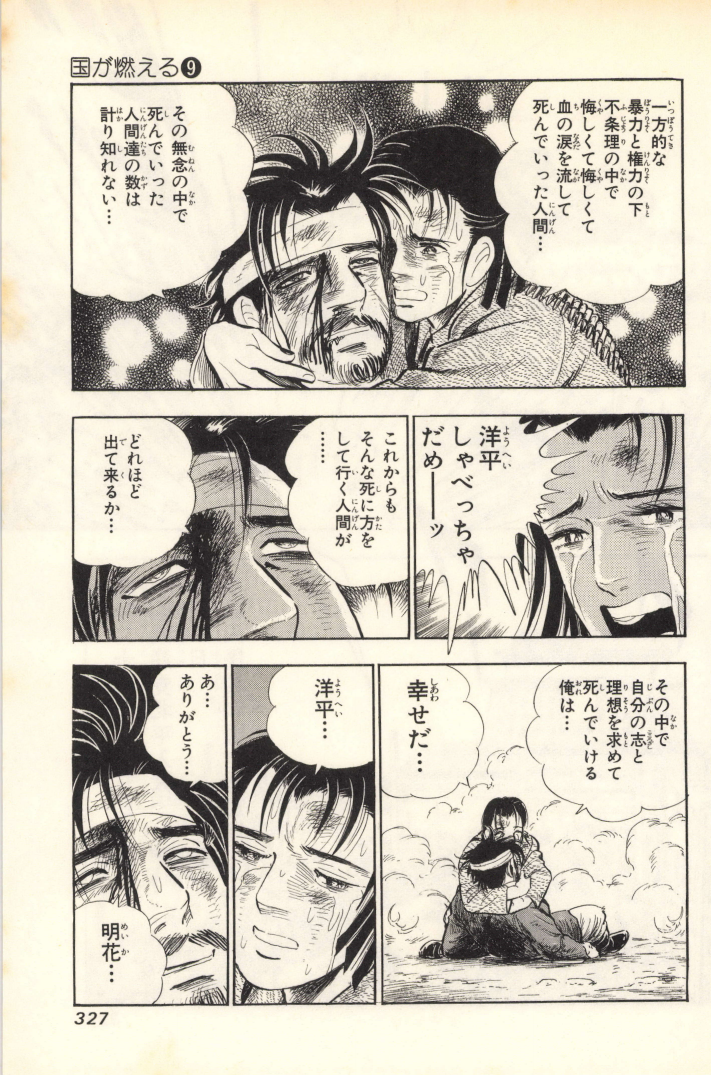 国が燃える❾
一方的な
暴力と権力の下
不条理の中で
悔しくて悔しくて
血の涙を流して
死んでいった人間…
その無念の中で
死んでいった
人間達の数は
計り知れない…
洋平
しゃべっちゃ
だめーーッ
これからも
そんな死に方を
して行く人間が
……
どれほど
出て来るか…
その中で
自分の志と
理想を求めて
死んでいける
俺は…
幸せだ…
洋平…
あ…
ありがとう…
明花…
327